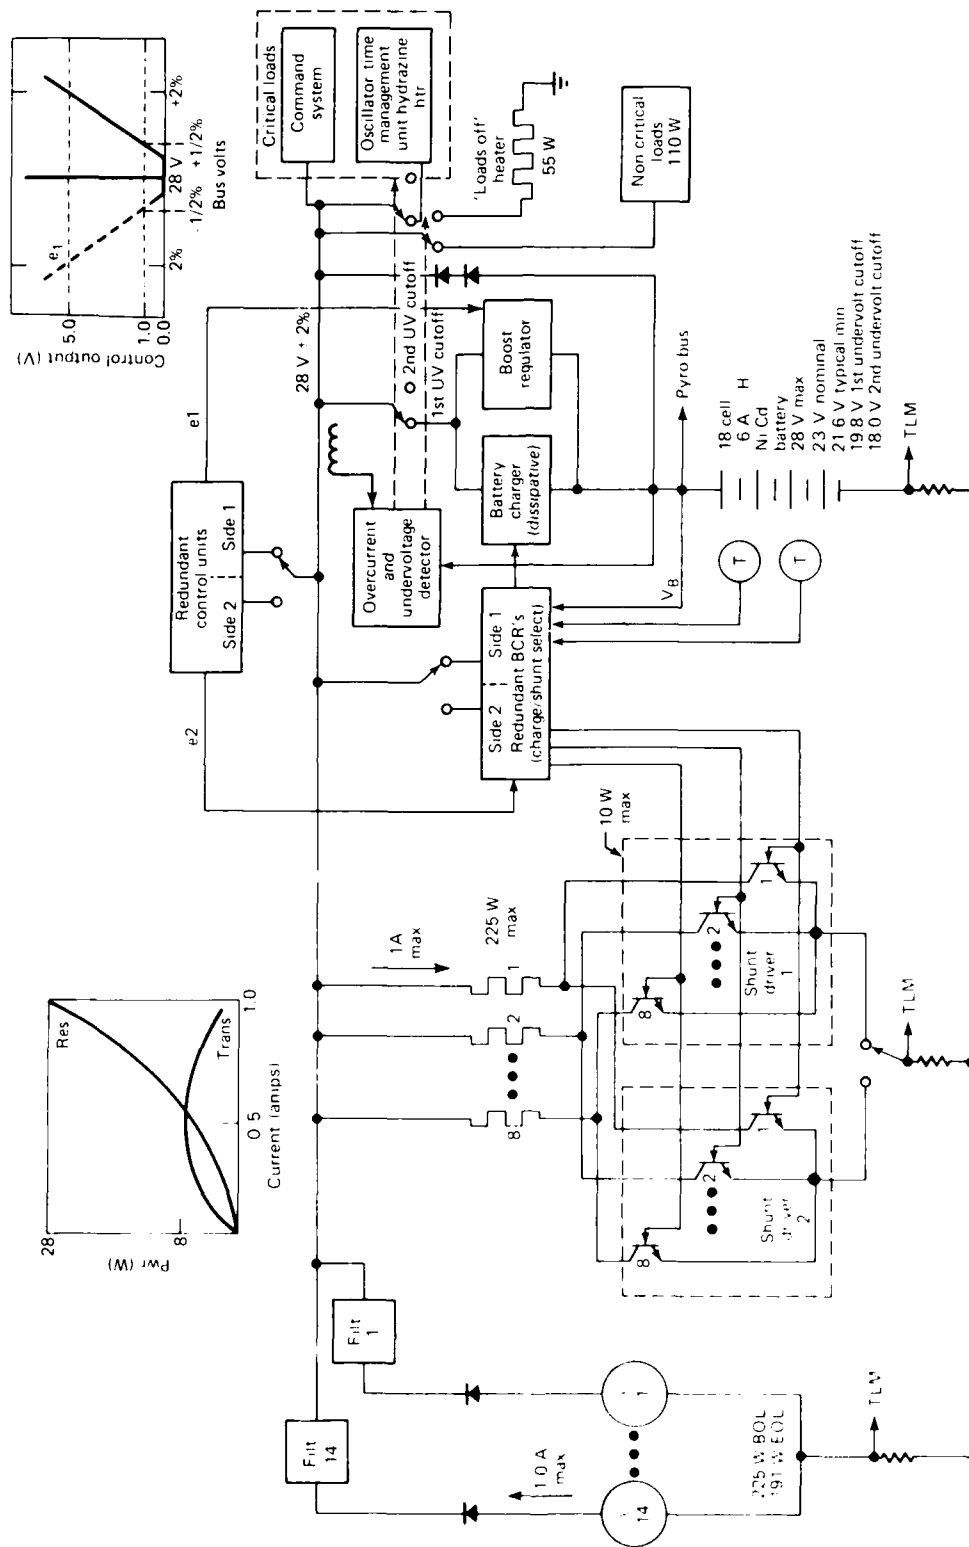 Pwr (W)
28
8
Res
Trans
0 5
1.0
Current (amps)
Control output (V)
5.0
1.0
0.0
e1
2%
-1/2%
28 V
+1/2%
+2%
Bus volts
Redundant
control units
Side 2
Side 1
e2
e1
28 V ± 2%
Critical loads
Command
system
Oscillator time
management
unit hydrazine
htr
'Loads off'
heater
55 W
Non critical
loads
110 W
2nd UV cutoff
1st UV cutoff
Overcurrent
and
undervoltage
detector
Boost
regulator
Battery
charger
(dissipative)
Side 2
Side 1
Redundant BCR's
(charge/shunt select)
VB
Pyro bus
T
T
18 cell
6 A H
Ni Cd
battery
28 V max
23 V nominal
21 6 V typical min
19.8 V 1st undervolt cutoff
18.0 V 2nd undervolt cutoff
TLM
Filt
14
Filt
1
1 0 A
max
14
1
225 W BOL
191 W EOL
TLM
1A
max
225 W
max
8
2
1
10 W
max
8
2
1
Shunt
driver
1
8
2
1
Shunt
2
TLM